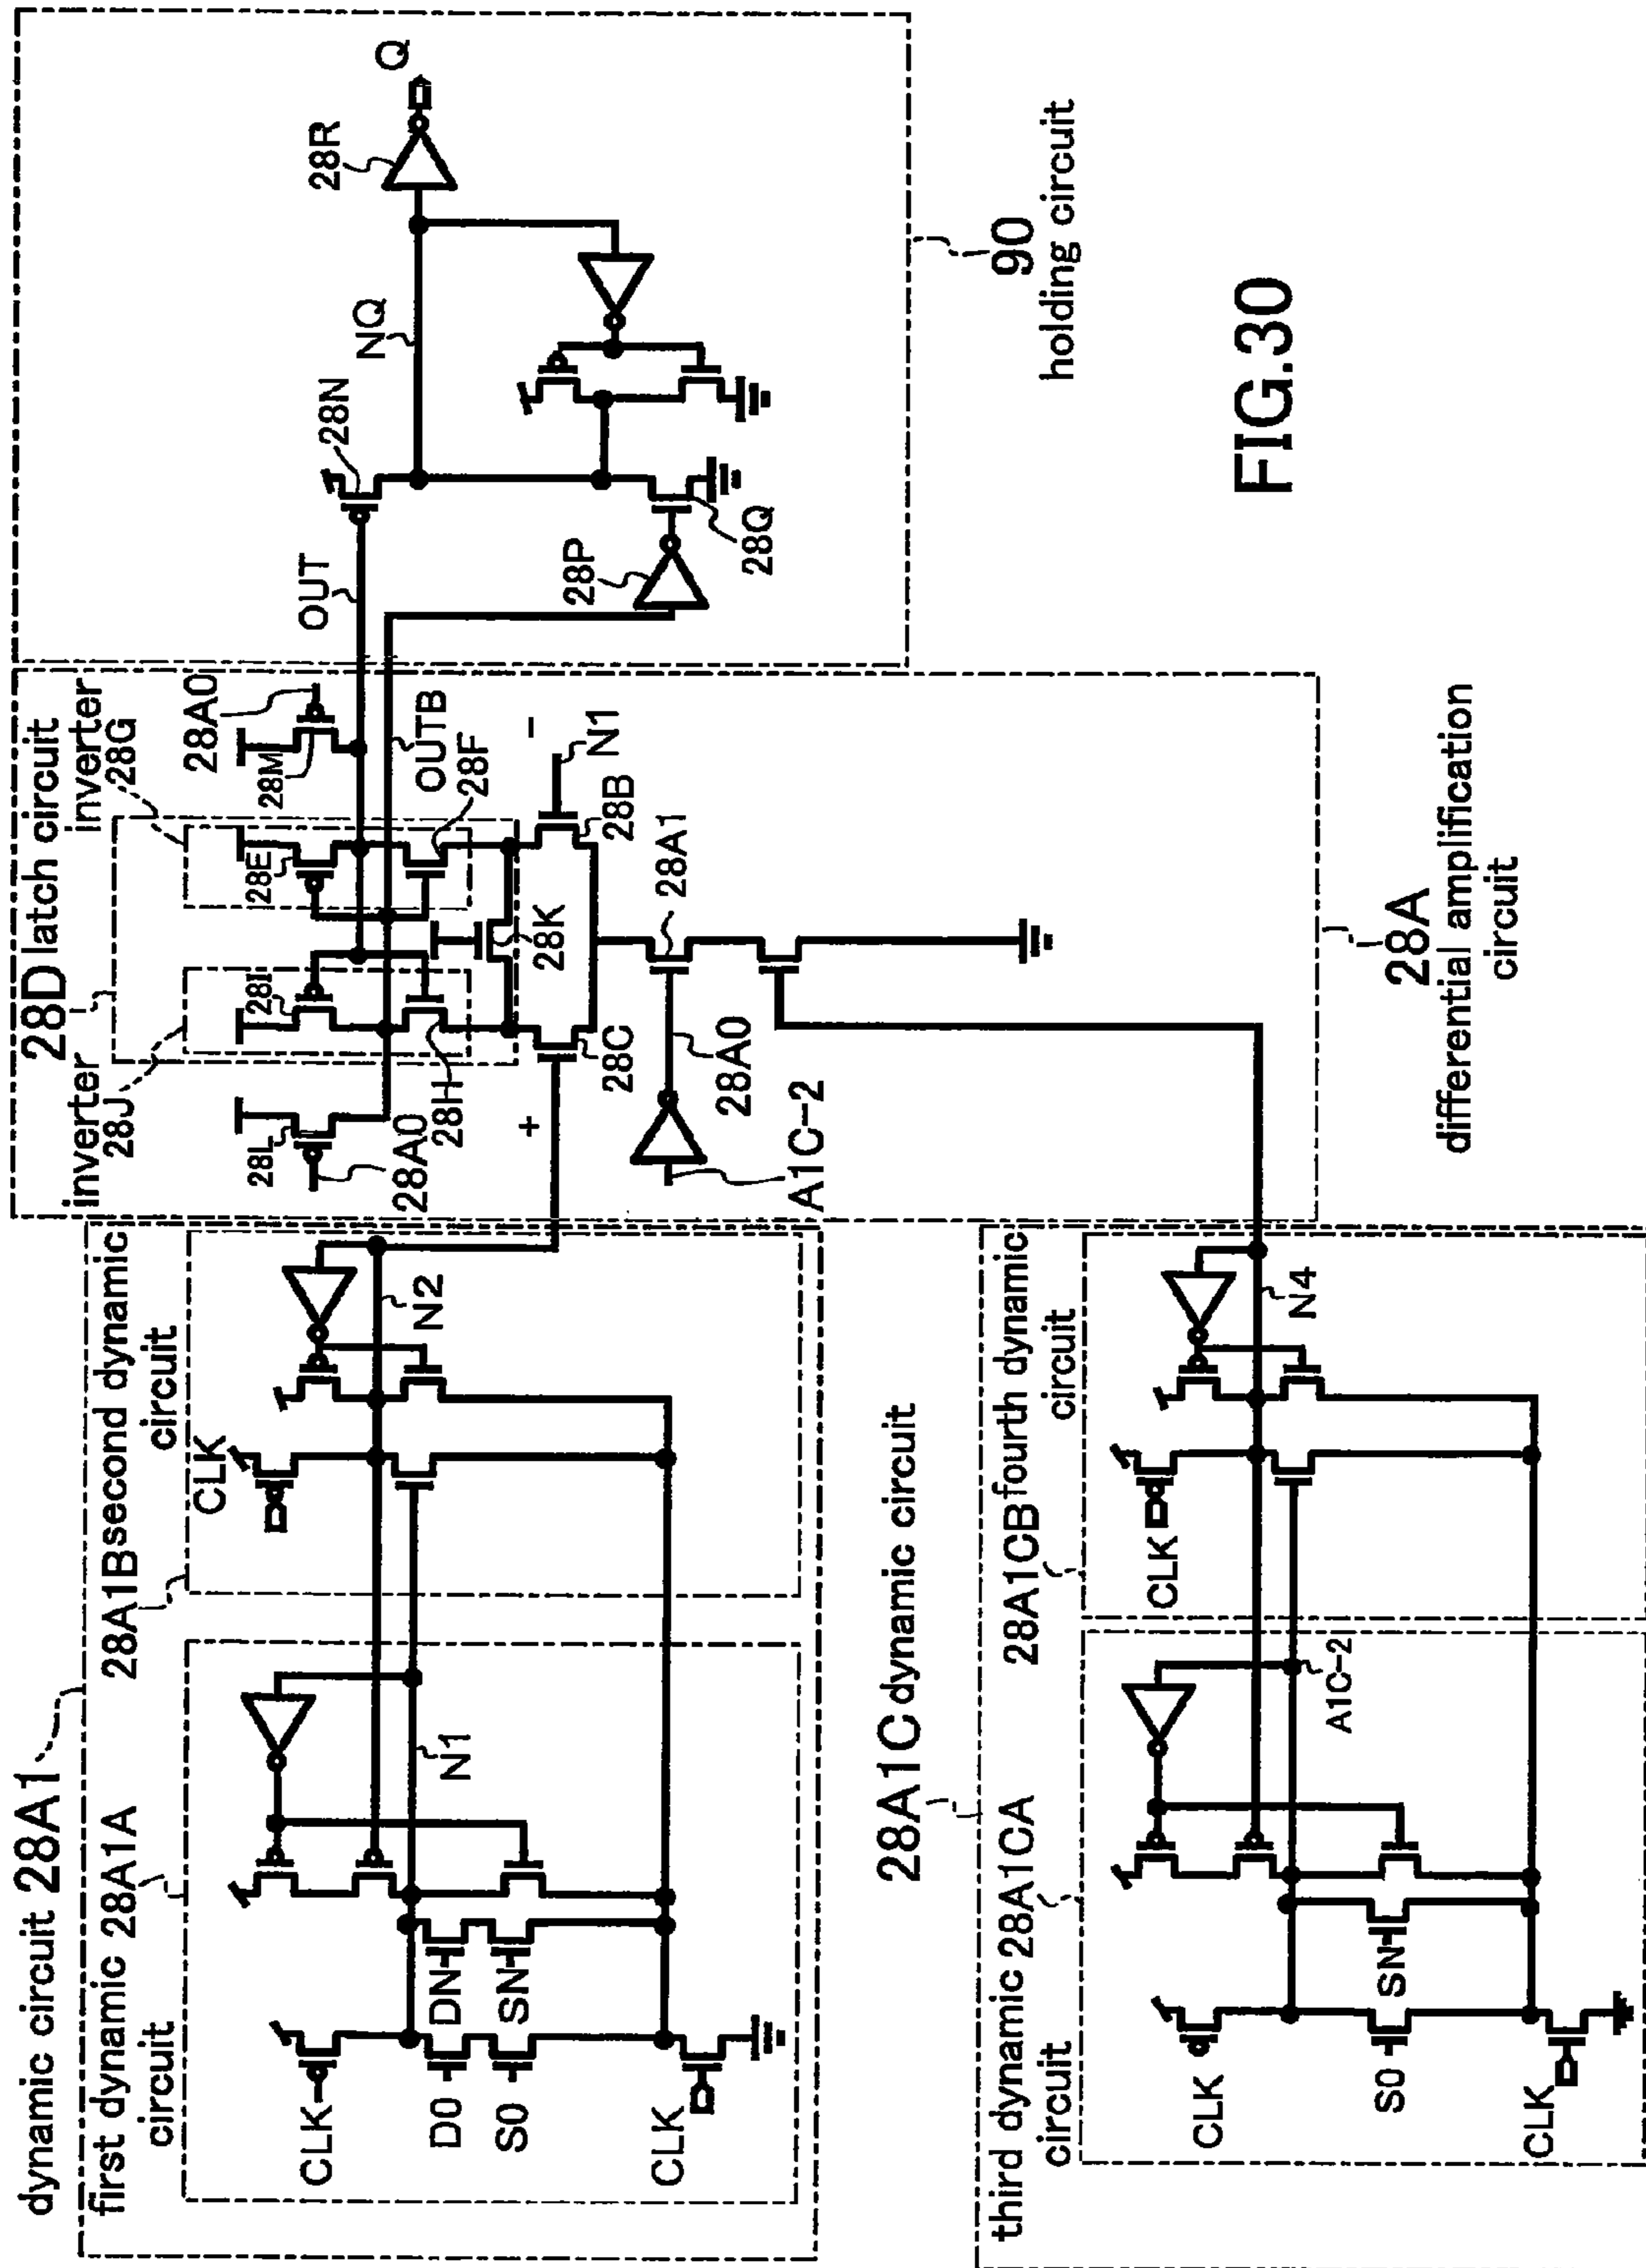 dynamic circuit 28A1
first dynamic 28A1A
circuit
28A1B second dynamic
circuit
CLK
D0
S0
DN
SN
CLK
N1
CLK
N2
28D latch circuit
inverter
28J
inverter
28G
28L
28A0
28I
28H
28E
28M
28A0
OUTB
28F
+
-
28K
28C
28B
N1
28A1
28A0
A1C-2
28A
differential amplification
circuit
OUT
28N
NQ
28P
28Q
28R
Q
90
holding circuit
28A1C dynamic circuit
third dynamic 28A1CA
circuit
28A1CB fourth dynamic
circuit
CLK
S0
SN
CLK
A1C-2
CLK
N4
FIG.30